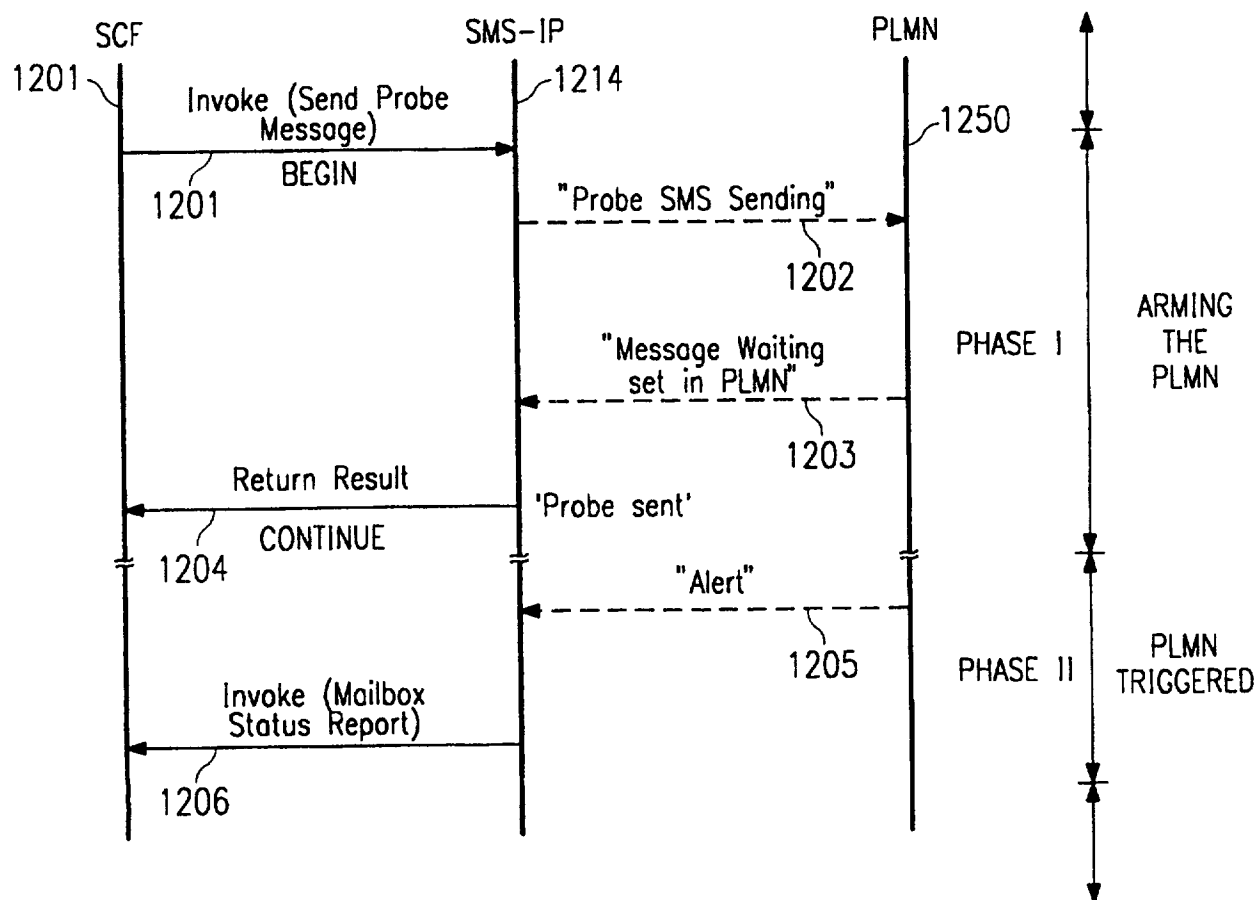 SCF
SMS-IP
PLMN
1201
1214
1250
Invoke (Send Probe
Message)
BEGIN
1201
"Probe SMS Sending"
1202
"Message Waiting
set in PLMN"
1203
PHASE I
ARMING
THE
PLMN
Return Result
'Probe sent'
CONTINUE
1204
"Alert"
1205
PHASE II
PLMN
TRIGGERED
Invoke (Mailbox
Status Report)
1206